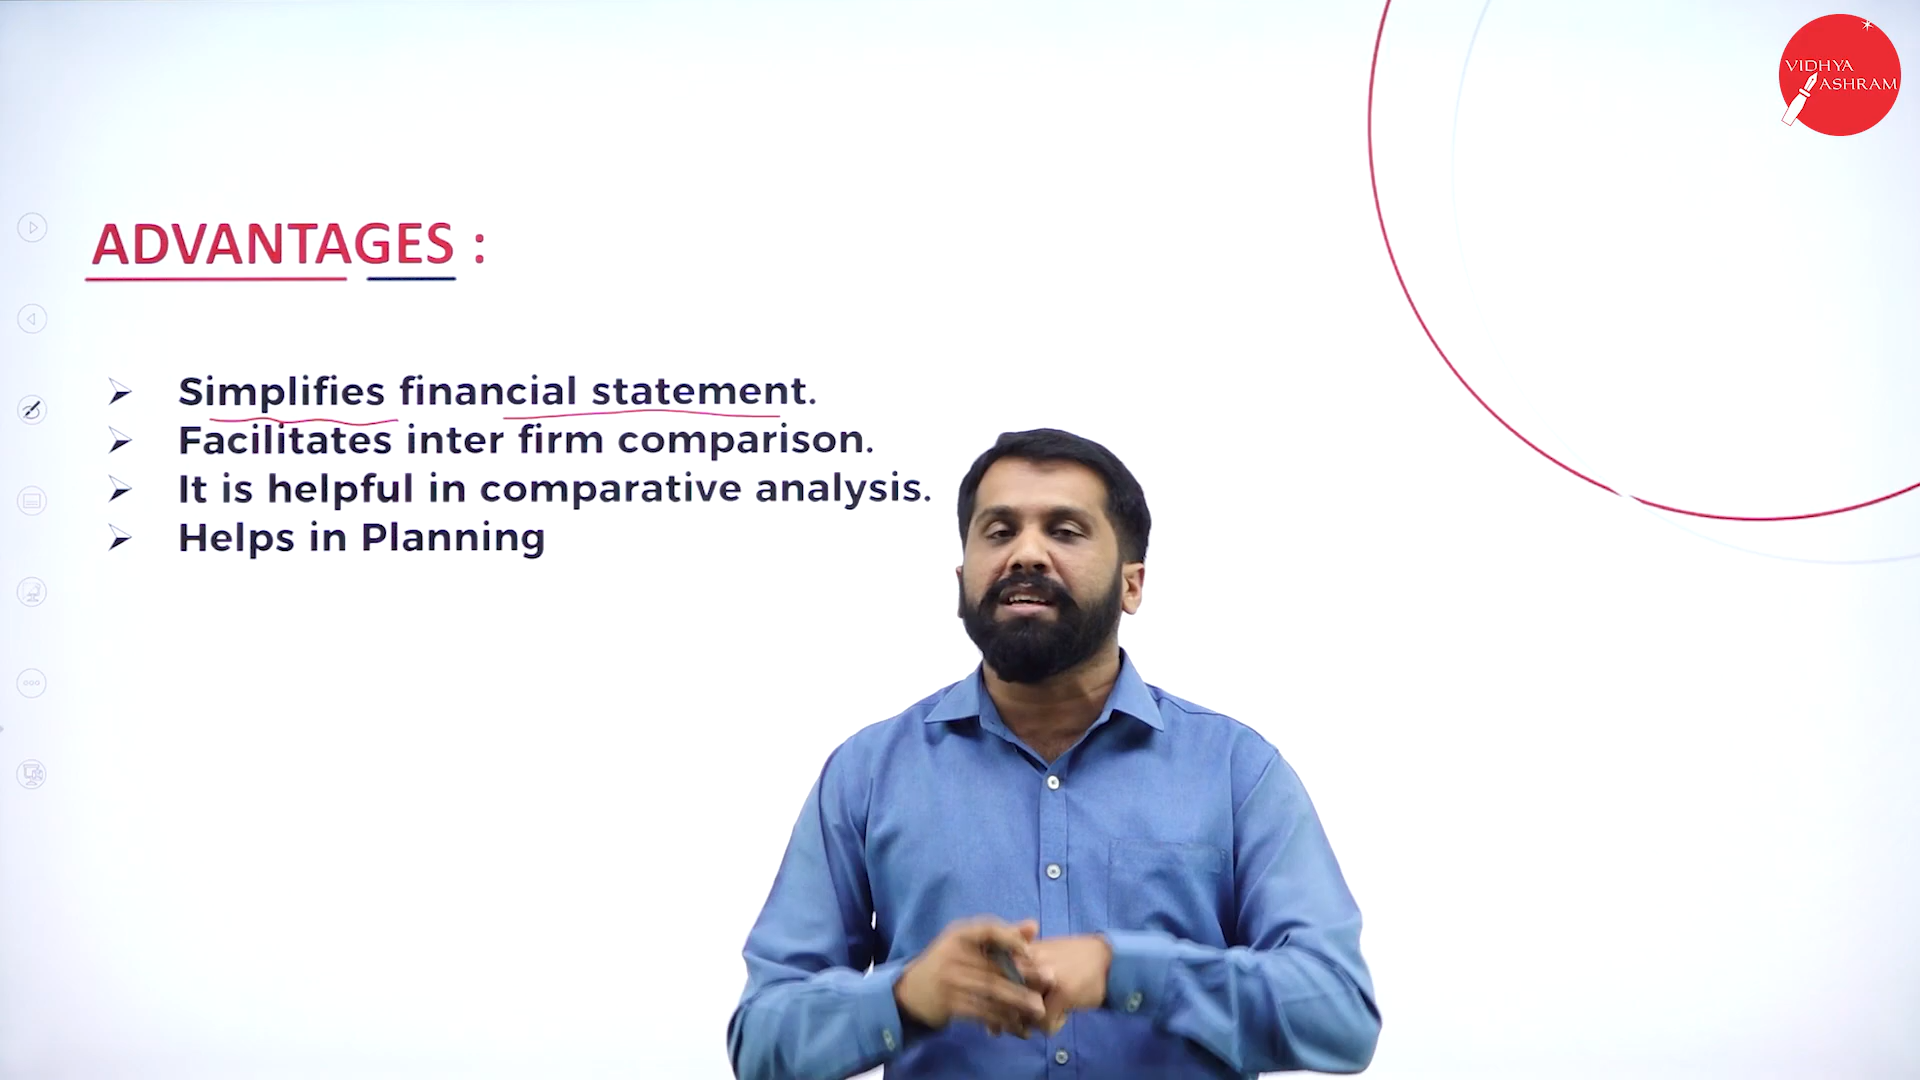 VIDHYA
ASHRAM
ADVANTAGES :
Simplifies financial statement.
Facilitates inter firm comparison.
It is helpful in comparative analysis.
Helps in Planning